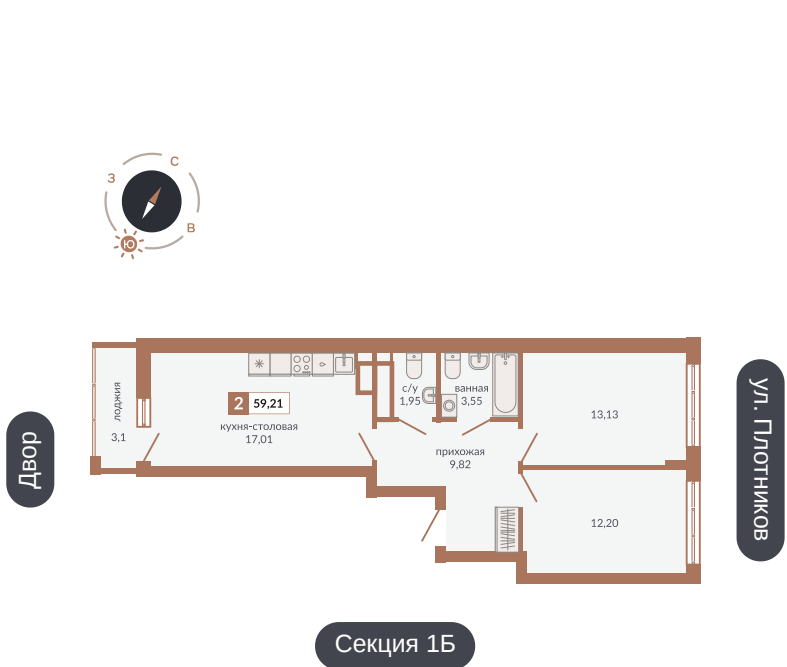 С
З
В
Ю
лоджия
3,1
2 59,21
кухня-столовая
17,01
с/у
1,95
ванная
3,55
прихожая
9,82
13,13
12,20
Двор
ул. Плотников
Секция 1Б